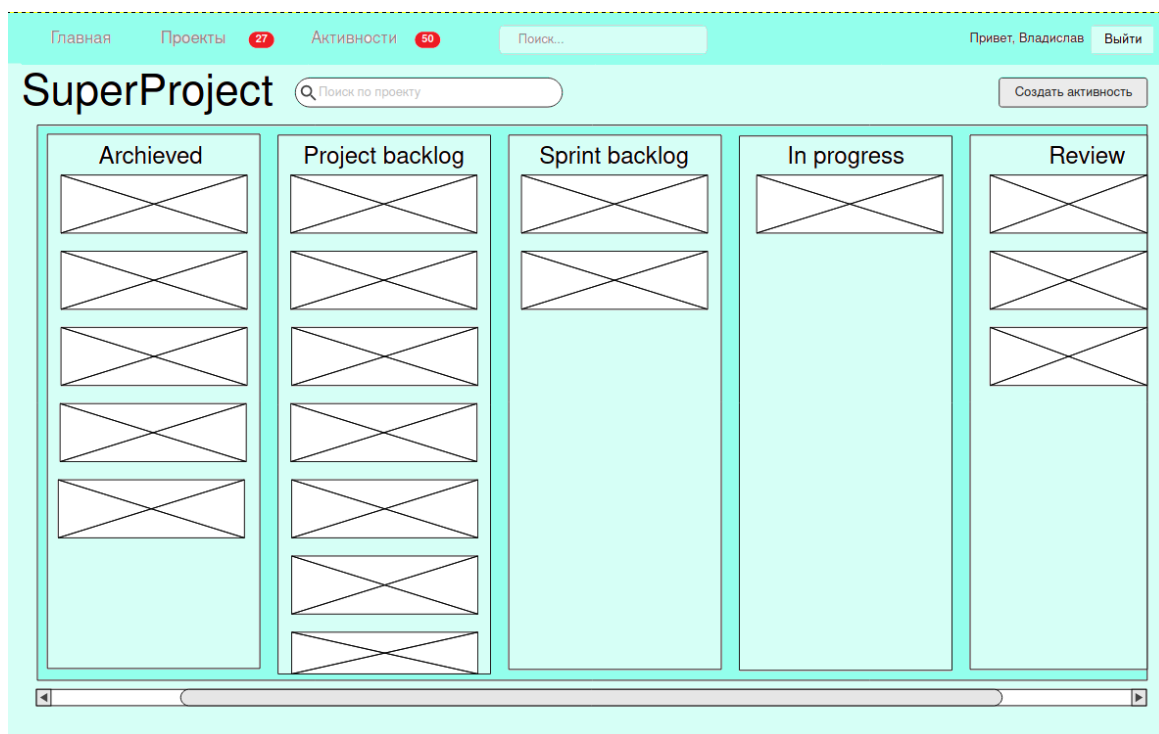 Главная Проекты 27 Активности 50 Поиск... Привет, Владислав Выйти
SuperProject Поиск по проекту Создать активность
Archieved Project backlog Sprint backlog In progress Review